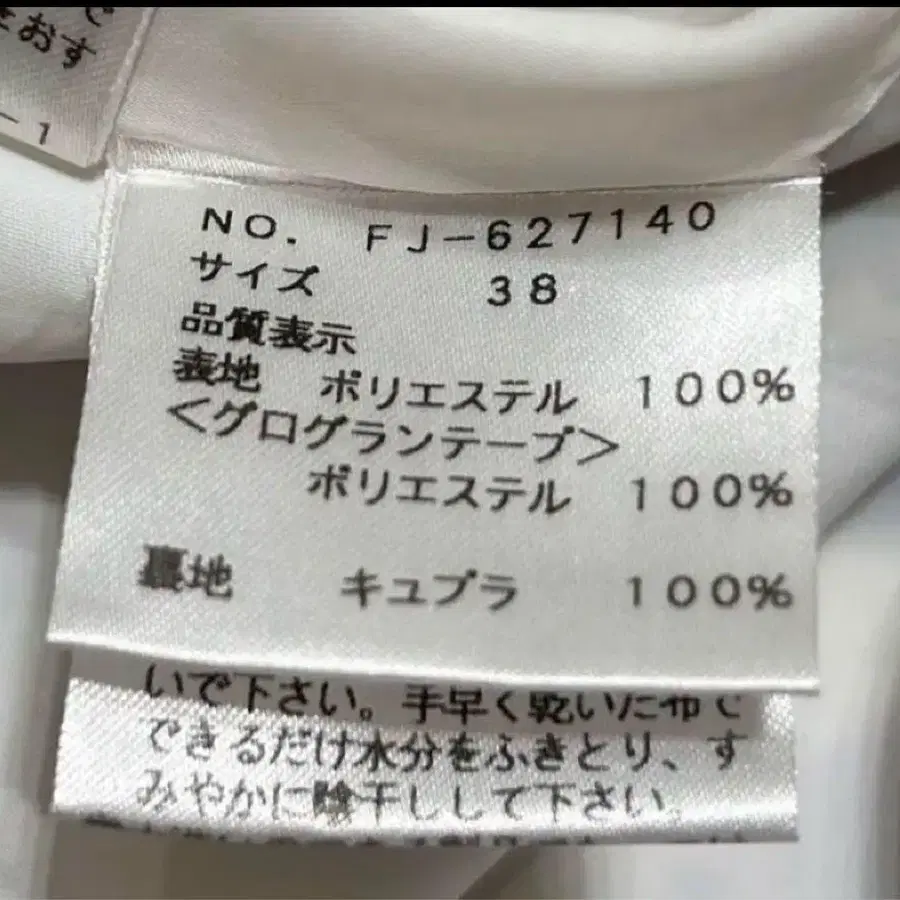 おす
-1
NO. FJ-627140
サイズ 38
品質表示
表地 ポリエステル 100%
<グログランテープ>
ポリエステル 100%
裏地 キュプラ 100%
いで下さい。手早く乾いた布で
できるだけ水分をふきとり、す
みやかに陰干しして下さい。